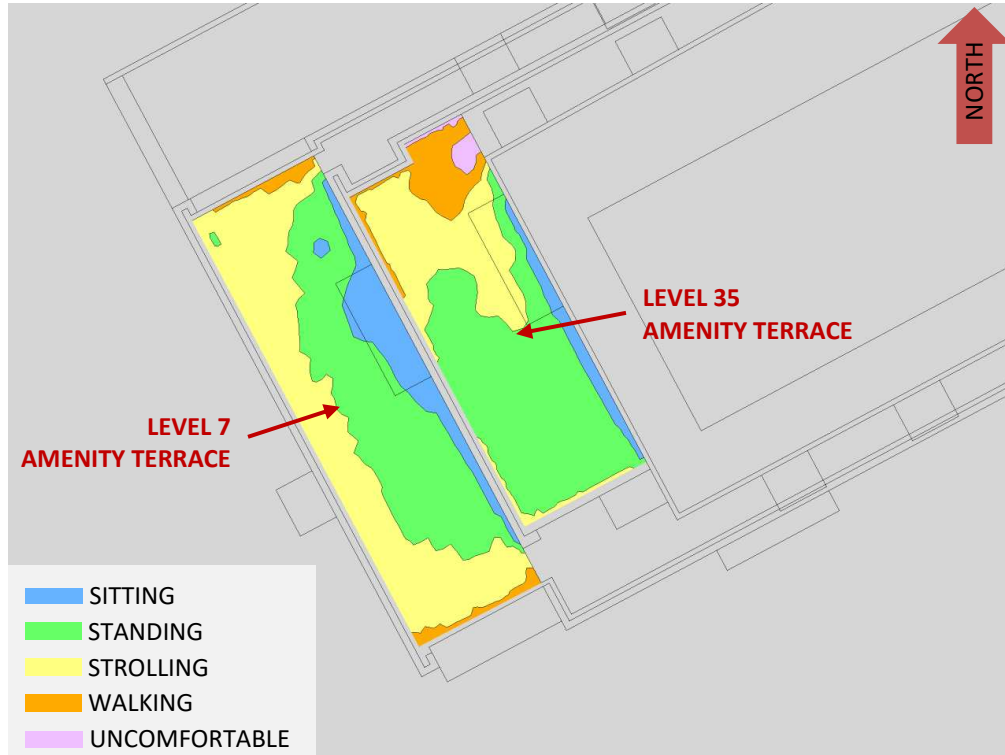 NORTH
LEVEL 35
AMENITY TERRACE
LEVEL 7
AMENITY TERRACE
SITTING
STANDING
STROLLING
WALKING
UNCOMFORTABLE